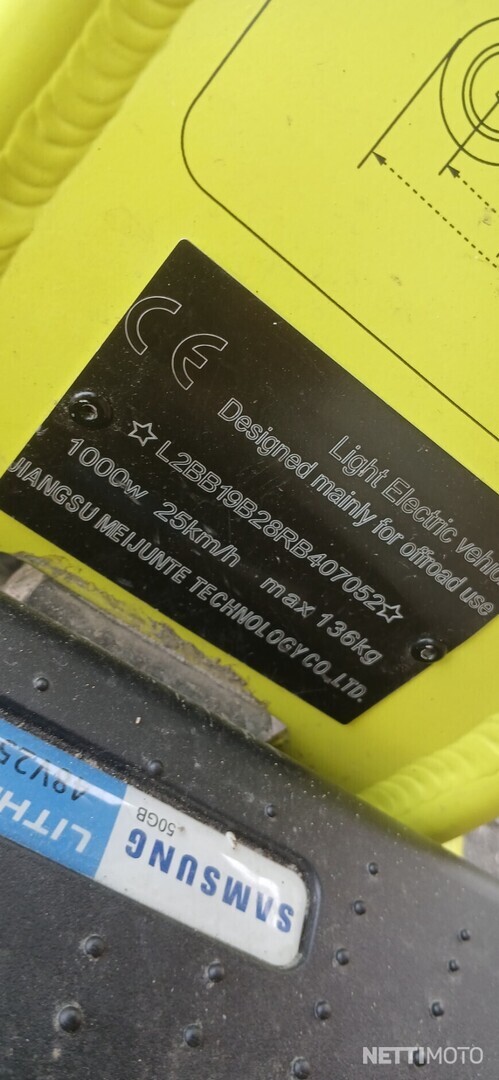 CE
Light Electric
Designed mainly for offroad use
☆ L2BB19B28RB407052☆
1000w 25km/h max 136kg
JIANGSU MEIJUNTE TECHNOLOGY CO.,LTD.
SAMSUNG
50GB
NETTIMOTO